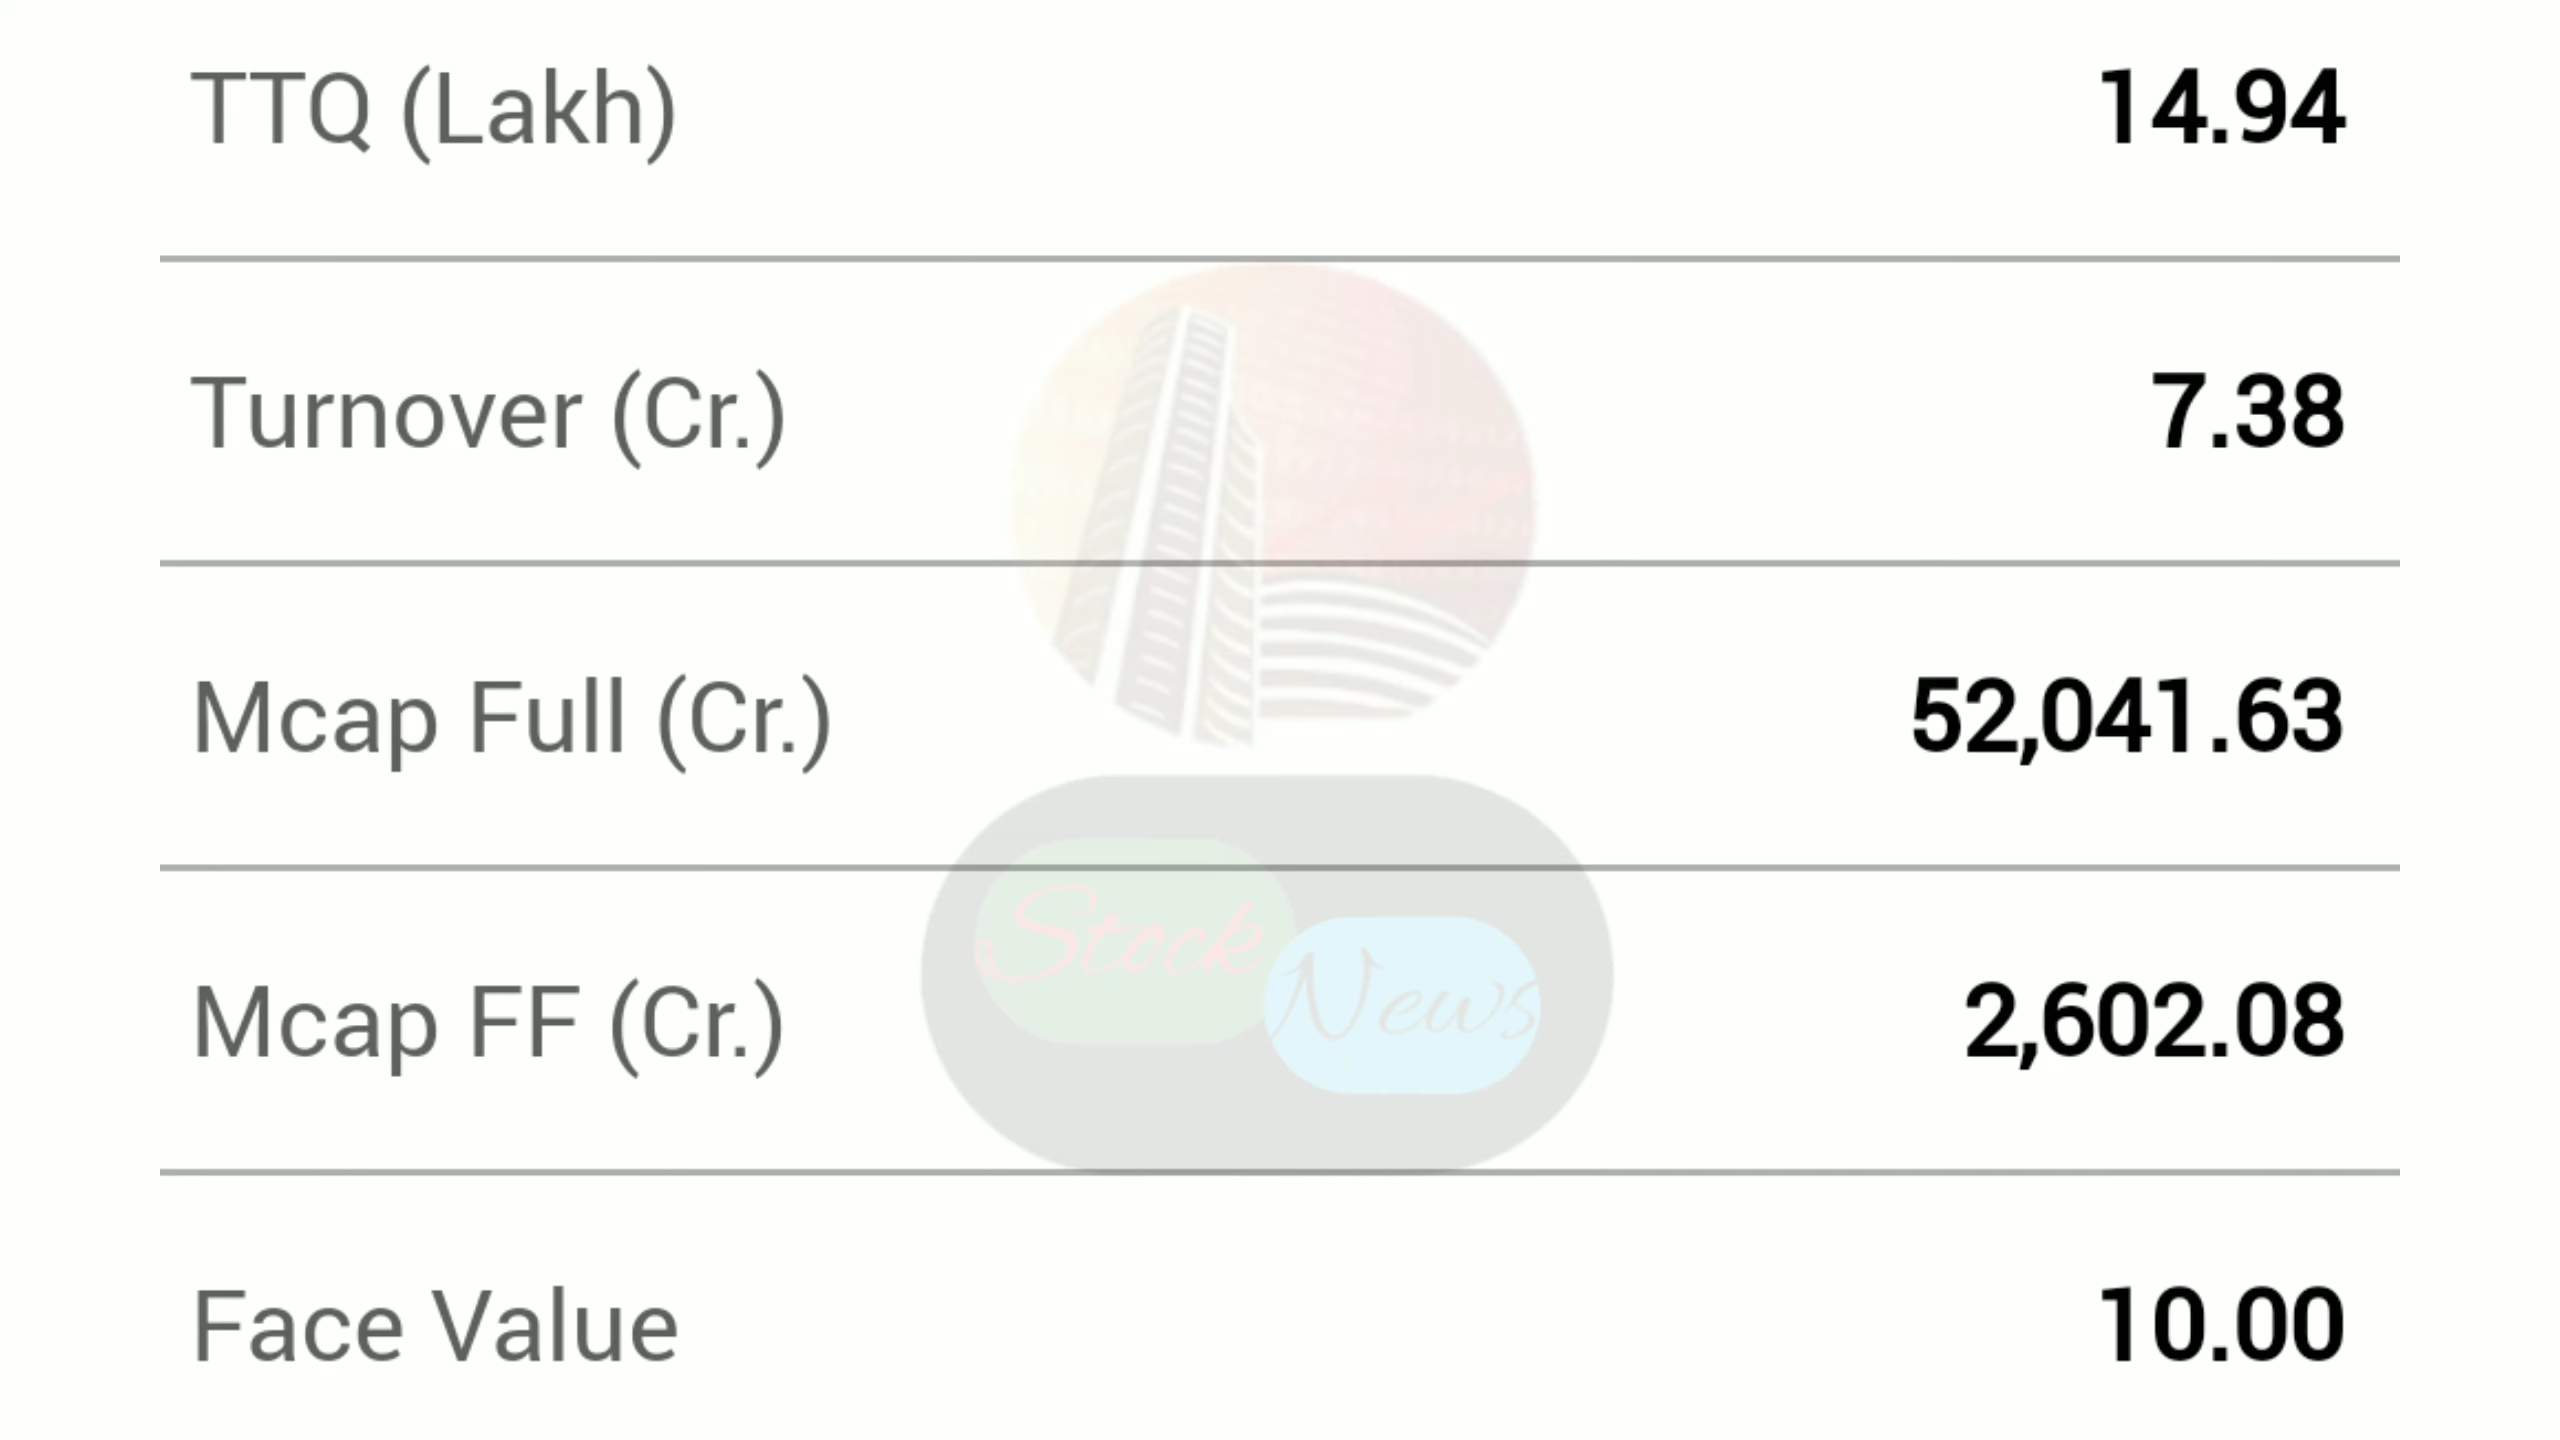 TTQ (Lakh) 14.94
Turnover (Cr.) 7.38
Mcap Full (Cr.) 52,041.63
Stock
News
Mcap FF (Cr.) 2,602.08
Face Value 10.00